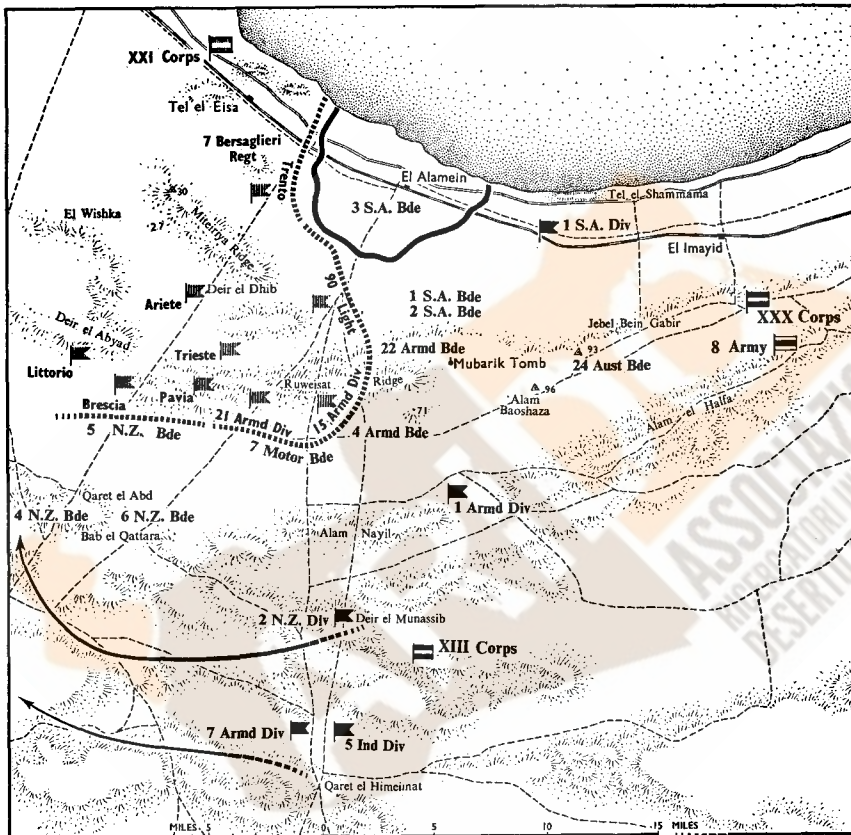 XXI Corps
Tel el Eisa
7 Bersaglieri
Regt
Trento
El Alamein
3 S.A. Bde
Tel el Shammama
1 S.A. Div
El Imayid
30
El Wishka
27
Miteirya Ridge
Ariete
Deir el Dhib
90 Light
1 S.A. Bde
2 S.A. Bde
Jebel Bein Gabir
XXX Corps
8 Army
Deir el Abyad
Littorio
Trieste
22 Armd Bde
Mubarik Tomb
93
24 Aust Bde
96
Alam
Baoshaza
Alam el Halfa
Brescia
Pavia
Ruweisat Ridge
21 Armd Div
15 Armd Div
71
4 Armd Bde
5 N.Z. Bde
7 Motor Bde
Qaret el Abd
4 N.Z. Bde
6 N.Z. Bde
Bab el Qattara
1 Armd Div
Alam Nayil
2 N.Z. Div
Deir el Munassib
XIII Corps
7 Armd Div
5 Ind Div
Qaret el Himeimat
MILES 5 0 5 10 15 MILES